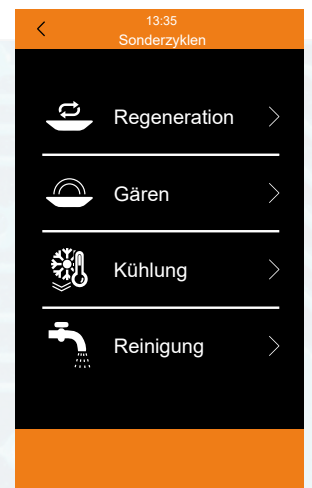 13:35
Sonderzyklen
Regeneration
Gären
Kühlung
Reinigung